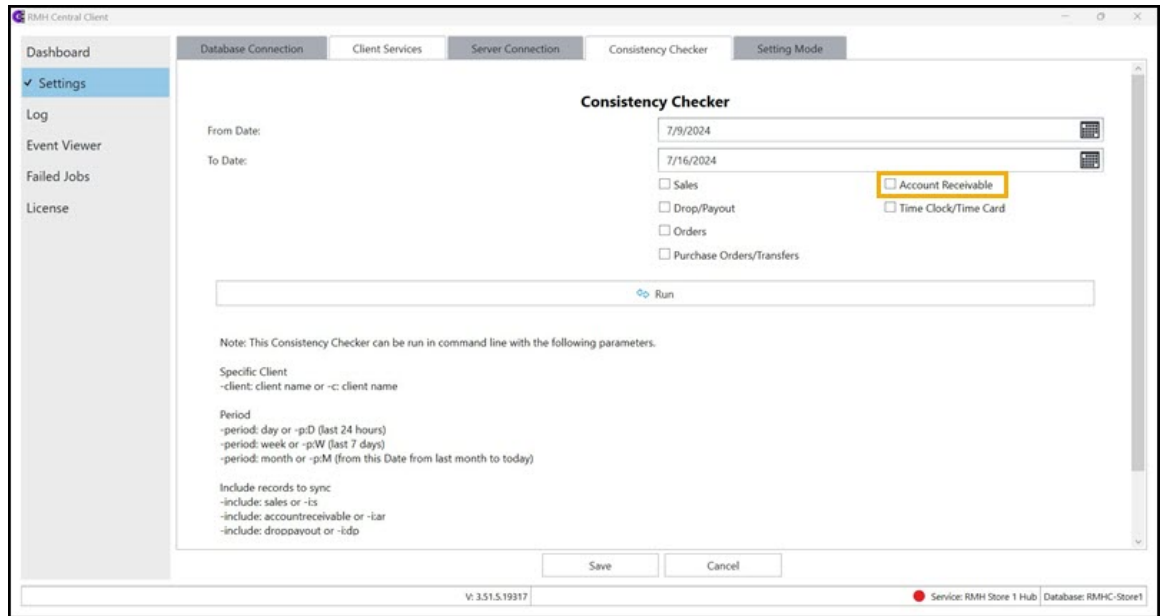 RMH Central Client
Dashboard
✔ Settings
Log
Event Viewer
Failed Jobs
License
Database Connection Client Services Server Connection Consistency Checker Setting Mode
Consistency Checker
From Date: 7/9/2024
To Date: 7/16/2024
Sales Account Receivable
Drop/Payout Time Clock/Time Card
Orders
Purchase Orders/Transfers
Run
Note: This Consistency Checker can be run in command line with the following parameters.
Specific Client
-client: client name or -c: client name
Period
-period: day or -p:D (last 24 hours)
-period: week or -p:W (last 7 days)
-period: month or -p:M (from this Date from last month to today)
Include records to sync
-include: sales or -i:s
-include: accountreceivable or -i:ar
-include: droppayout or -i:dp
Save Cancel
V: 3.51.5.19317 Service: RMH Store 1 Hub Database: RMHC-Store1